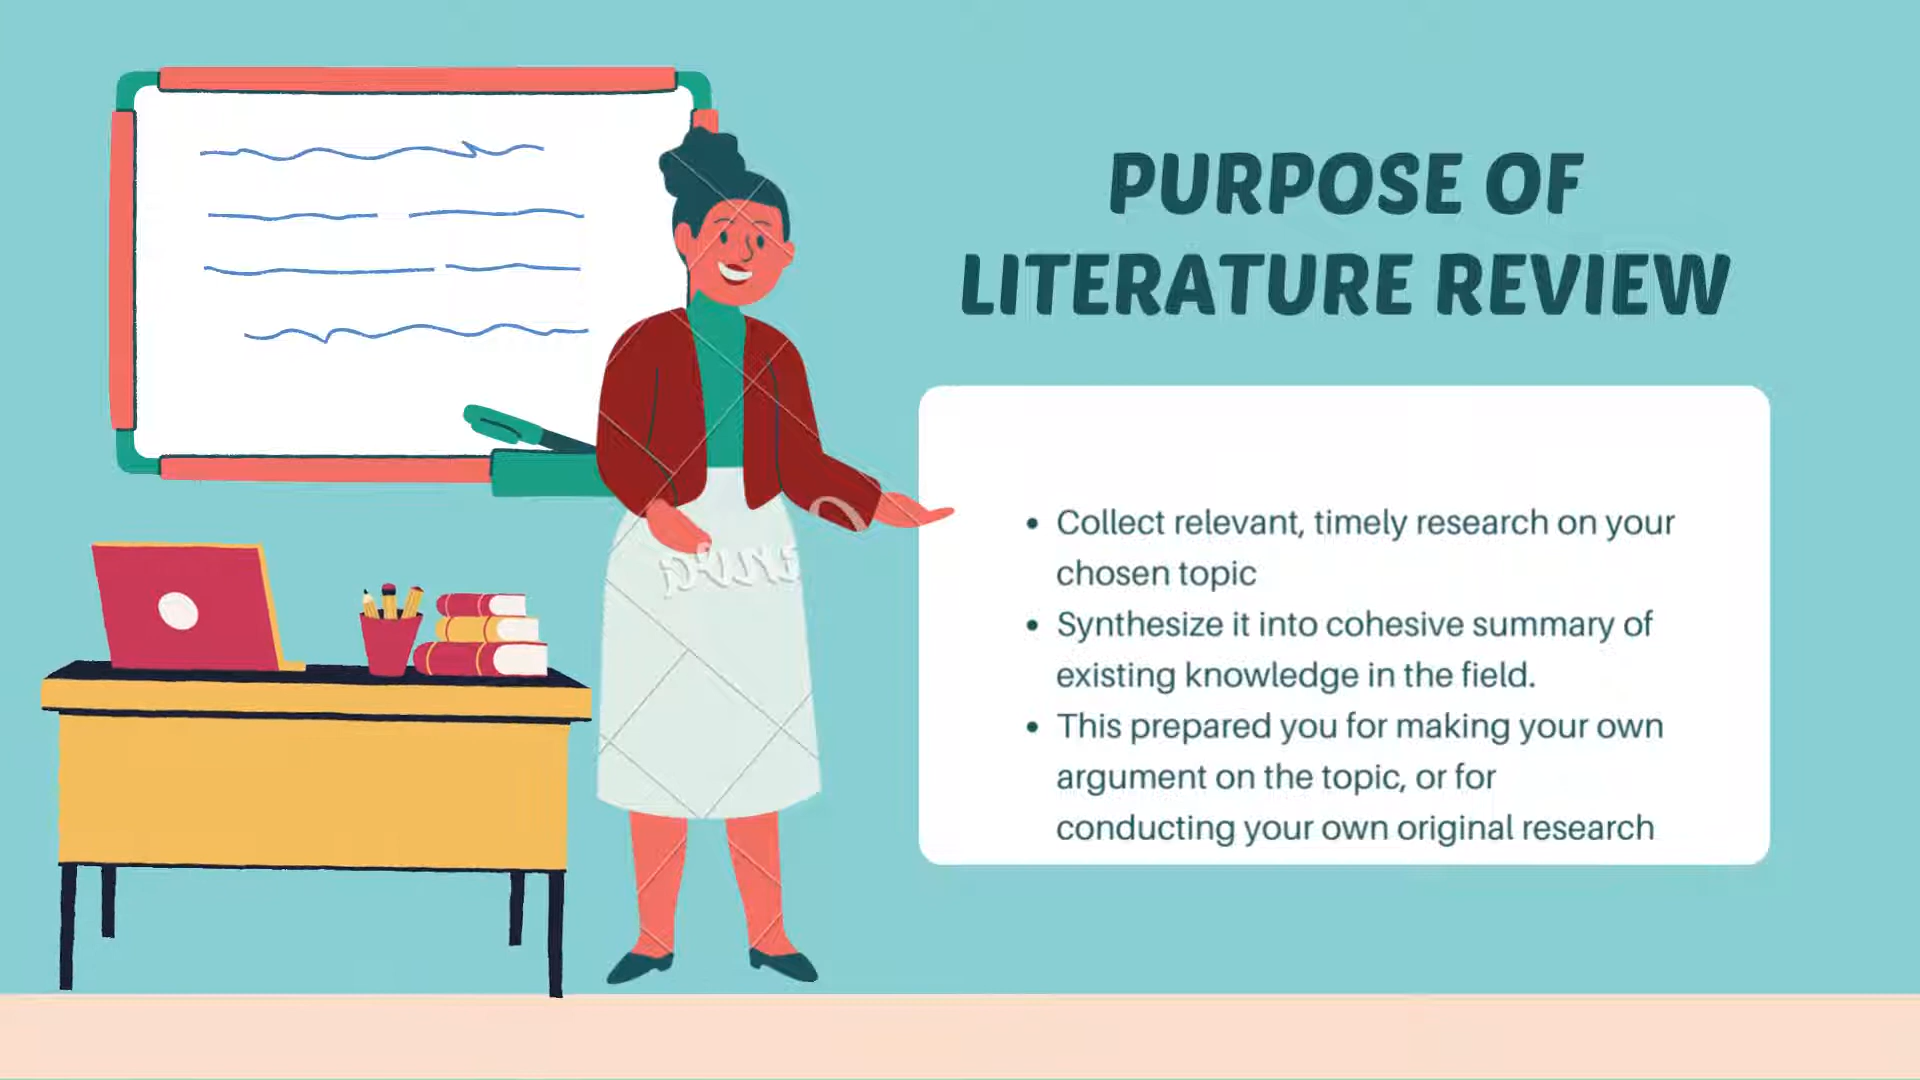 PURPOSE OF
LITERATURE REVIEW
• Collect relevant, timely research on your
chosen topic
• Synthesize it into cohesive summary of
existing knowledge in the field.
• This prepared you for making your own
argument on the topic, or for
conducting your own original research